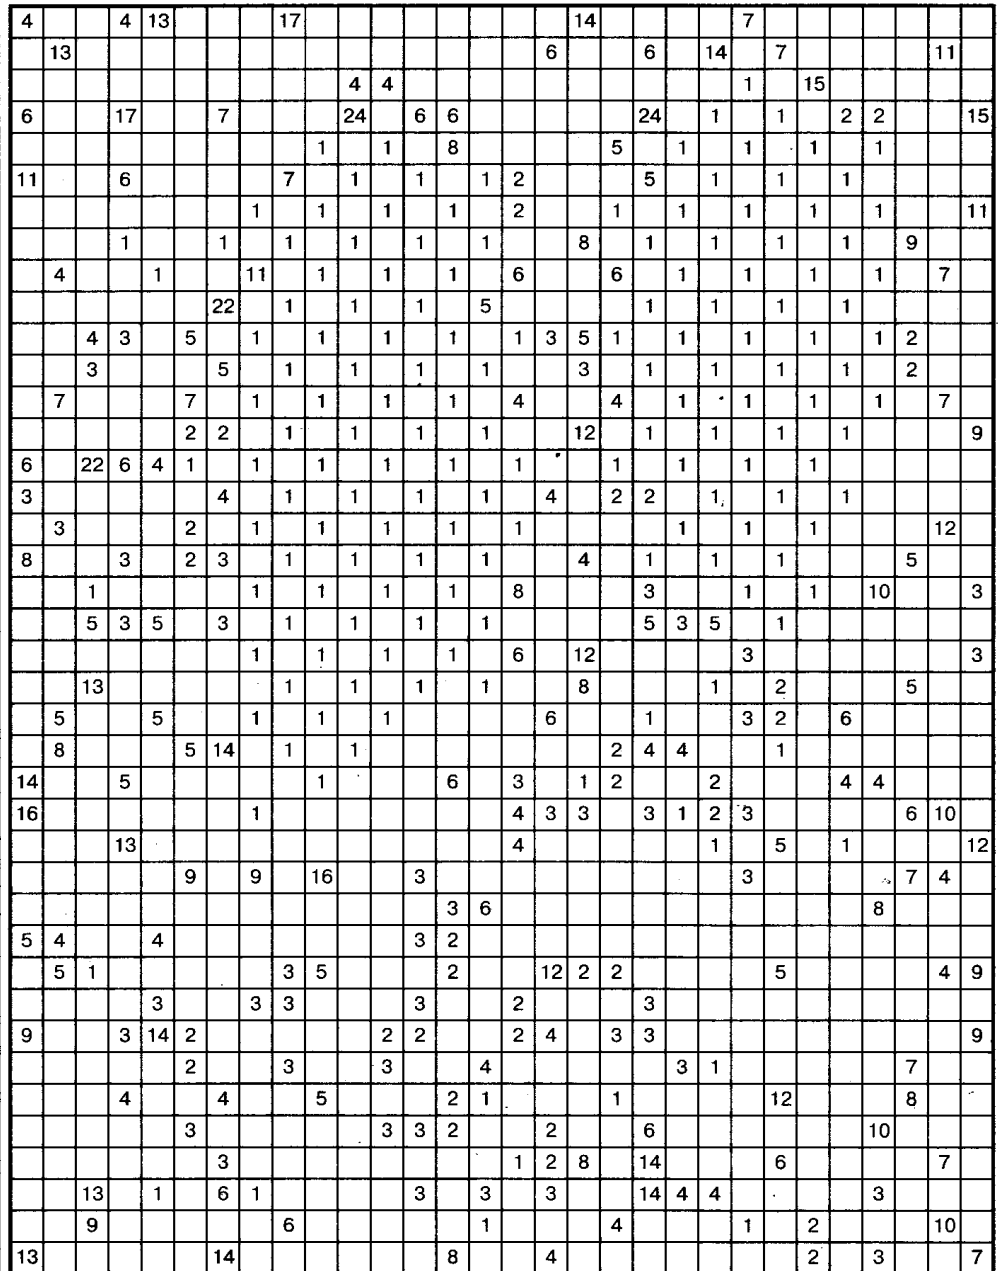 4 4 13 17 14 7
13 6 6 14 7 11
4 4 1 15
6 17 7 24 6 6 24 1 1 2 2 15
1 1 8 5 1 1 1 1
11 6 7 1 1 1 2 5 1 1 1
1 1 1 1 2 1 1 1 1 1 11
1 1 1 1 1 1 8 1 1 1 1 9
4 1 11 1 1 1 6 6 1 1 1 1 7
22 1 1 1 5 1 1 1 1
4 3 5 1 1 1 1 1 3 5 1 1 1 1 1 2
3 5 1 1 1 1 3 1 1 1 1 2
7 7 1 1 1 1 4 4 1 1 1 1 7
2 2 1 1 1 1 12 1 1 1 1 9
6 22 6 4 1 1 1 1 1 1 1 1 1 1
3 4 1 1 1 1 4 2 2 1 1 1
3 2 1 1 1 1 1 1 1 1 12
8 3 2 3 1 1 1 1 4 1 1 1 5
1 1 1 1 1 8 3 1 1 10 3
5 3 5 3 1 1 1 1 5 3 5 1
1 1 1 1 6 12 3 3
13 1 1 1 1 8 1 2 5
5 5 1 1 1 6 1 3 2 6
8 5 14 1 1 2 4 4 1
14 5 1 6 3 1 2 2 4 4
16 1 4 3 3 3 1 2 3 6 10
13 4 1 5 1 12
9 9 16 3 3 7 4
3 6 8
5 4 4 3 2
5 1 3 5 2 12 2 2 5 4 9
3 3 3 3 2 3
9 3 14 2 2 2 2 4 3 3 9
2 3 3 4 3 1 7
4 4 5 2 1 1 12 8
3 3 3 2 2 6 10
3 1 2 8 14 6 7
13 1 6 1 3 3 3 14 4 4 3
9 6 1 4 1 2 10
13 14 8 4 2 3 7